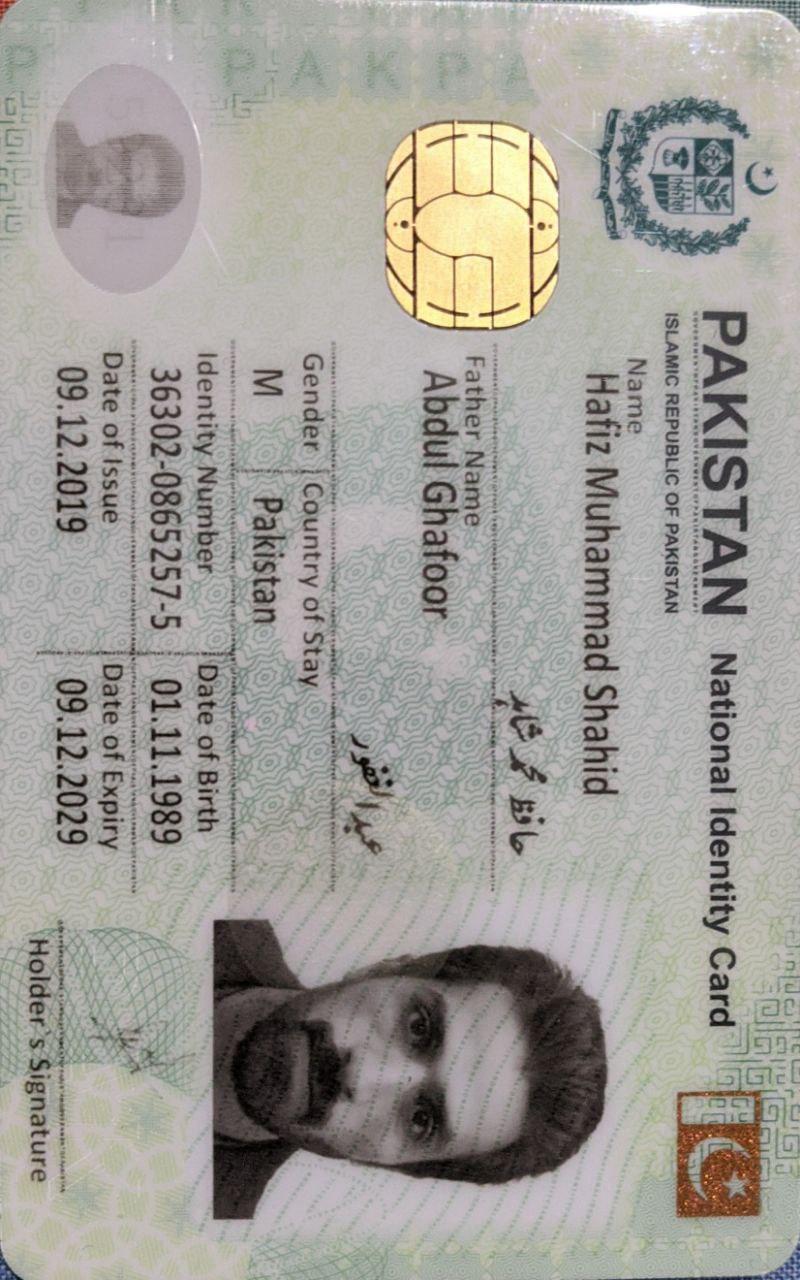 PAKISTAN National Identity Card
ISLAMIC REPUBLIC OF PAKISTAN
Name
Hafiz Muhammad Shahid
حافظ محمد شاہد
Father Name
Abdul Ghafoor
عبدالغفور
Gender Country of Stay
M Pakistan
Identity Number Date of Birth
36302-0865257-5 01.11.1989
Date of Issue Date of Expiry
09.12.2019 09.12.2029
Holder's Signature